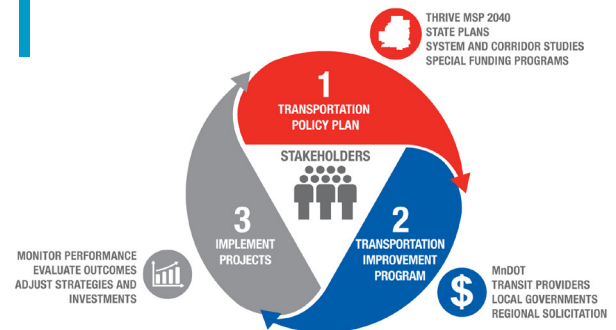 THRIVE MSP 2040
STATE PLANS
SYSTEM AND CORRIDOR STUDIES
SPECIAL FUNDING PROGRAMS
1
TRANSPORTATION
POLICY PLAN
STAKEHOLDERS
3
IMPLEMENT
PROJECTS
2
TRANSPORTATION
IMPROVEMENT
PROGRAM
MONITOR PERFORMANCE
EVALUATE OUTCOMES
ADJUST STRATEGIES AND
INVESTMENTS
$
MnDOT
TRANSIT PROVIDERS
LOCAL GOVERNMENTS
REGIONAL SOLICITATION